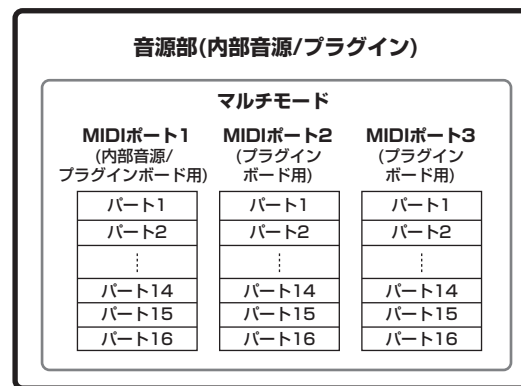 音源部(内部音源/プラグイン)
マルチモード
MIDIポート1
(内部音源/
プラグインボード用)
パート1
パート2
パート14
パート15
パート16
MIDIポート2
(プラグイン
ボード用)
パート1
パート2
パート14
パート15
パート16
MIDIポート3
(プラグイン
ボード用)
パート1
パート2
パート14
パート15
パート16